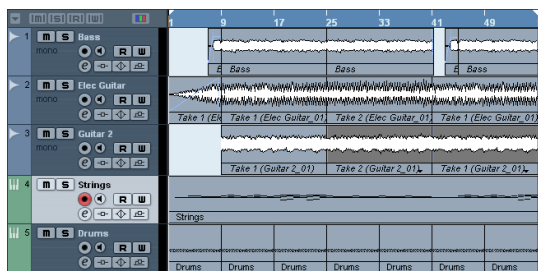 M S R W 1 9 17 25 33 41 49
1 M S Bass
mono R W
e B Bass Bass Bass
2 M S Elec Guitar
mono R W
e Take 1 (Ele Take 1 (Elec Guitar_01) Take 2 (Elec Guitar_01) Take 1 (Elec Guitar_01,
3 M S Guitar 2
mono R W
e Take 1 (Guitar 2_01) Take 2 (Guitar 2_01) Take 1 (Guitar 2_01)
4 M S Strings
R W
e Strings
5 M S Drums
R W
e Drums Drums Drums Drums Drums Drums Drums